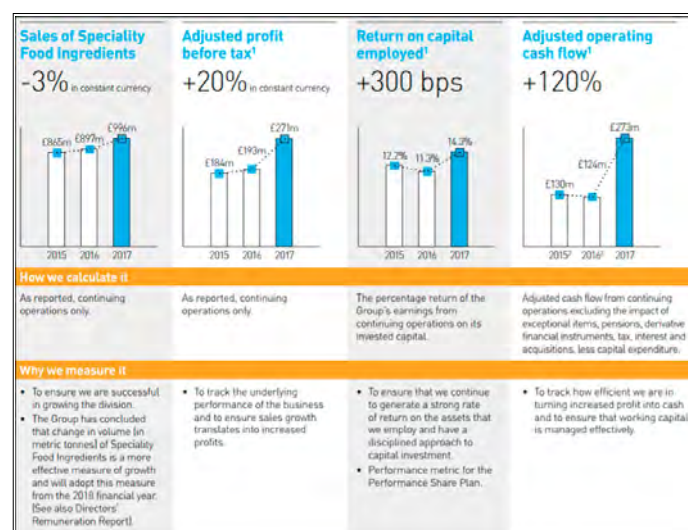 Sales of Speciality
Food Ingredients
-3% in constant currency
£865m
£897m
£996m
2015
2016
2017
Adjusted profit
before tax¹
+20% in constant currency
£184m
£193m
£271m
2015
2016
2017
Return on capital
employed¹
+300 bps
12.2%
11.3%
14.3%
2015
2016
2017
Adjusted operating
cash flow¹
+120%
£130m
£124m
£273m
2015²
2016²
2017
How we calculate it
As reported, continuing
operations only.
As reported, continuing
operations only.
The percentage return of the
Group's earnings from
continuing operations on its
invested capital.
Adjusted cash flow from continuing
operations excluding the impact of
exceptional items, pensions, derivative
financial instruments, tax, interest and
acquisitions, less capital expenditure.
Why we measure it
• To ensure we are successful
in growing the division.
• The Group has concluded
that change in volume (in
metric tonnes) of Speciality
Food Ingredients is a more
effective measure of growth
and will adopt this measure
from the 2018 financial year.
(See also Directors'
Remuneration Report).
• To track the underlying
performance of the business
and to ensure sales growth
translates into increased
profits.
• To ensure that we continue
to generate a strong rate
of return on the assets that
we employ and have a
disciplined approach to
capital investment.
• Performance metric for the
Performance Share Plan.
• To track how efficient we are in
turning increased profit into cash
and to ensure that working capital
is managed effectively.